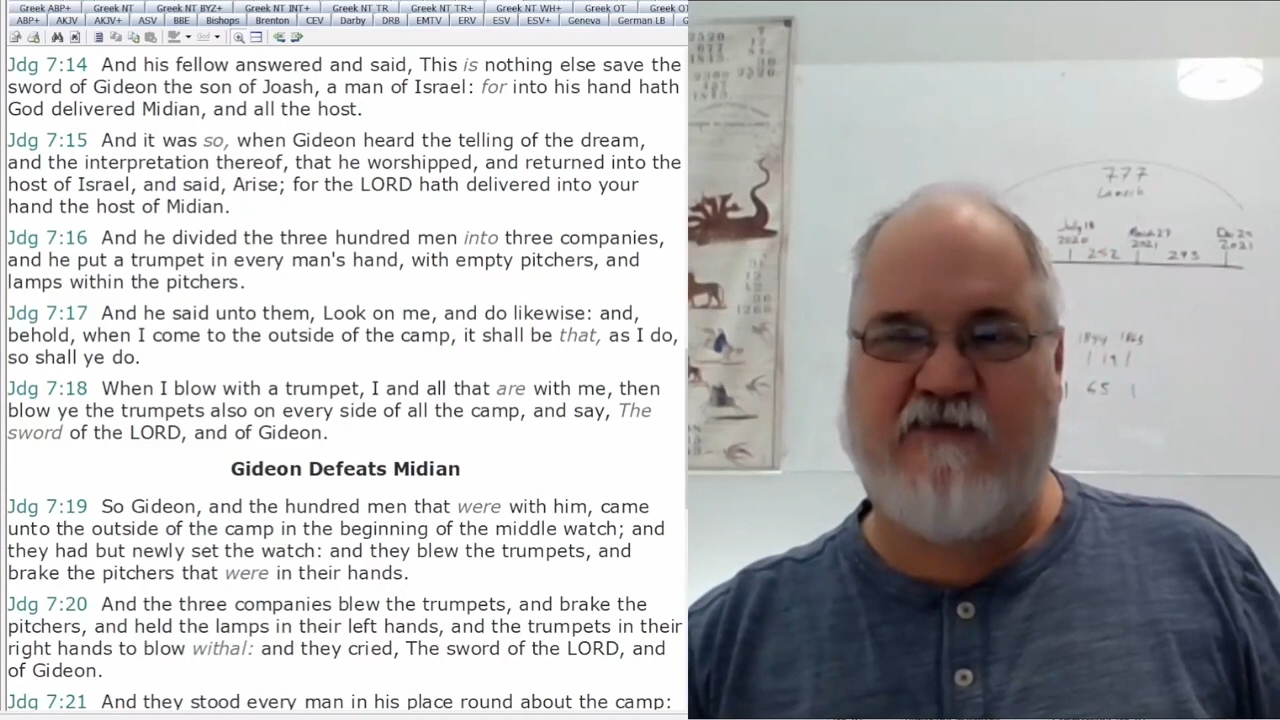 Greek ABP+ Greek NT Greek NT BYZ+ Greek NT INT+ Greek NT TR Greek NT TR+ Greek NT WH+ Greek OT Greek O
ABP+ AKJV AKJV+ ASV BBE Bishops Brenton CEV Darby DRB EMTV ERV ESV ESV+ Geneva German LB G
Jdg 7:14 And his fellow answered and said, This is nothing else save the
sword of Gideon the son of Joash, a man of Israel: for into his hand hath
God delivered Midian, and all the host.
Jdg 7:15 And it was so, when Gideon heard the telling of the dream,
and the interpretation thereof, that he worshipped, and returned into the
host of Israel, and said, Arise; for the LORD hath delivered into your
hand the host of Midian.
Jdg 7:16 And he divided the three hundred men into three companies,
and he put a trumpet in every man's hand, with empty pitchers, and
lamps within the pitchers.
Jdg 7:17 And he said unto them, Look on me, and do likewise: and,
behold, when I come to the outside of the camp, it shall be that, as I do,
so shall ye do.
Jdg 7:18 When I blow with a trumpet, I and all that are with me, then
blow ye the trumpets also on every side of all the camp, and say, The
sword of the LORD, and of Gideon.
Gideon Defeats Midian
Jdg 7:19 So Gideon, and the hundred men that were with him, came
unto the outside of the camp in the beginning of the middle watch; and
they had but newly set the watch: and they blew the trumpets, and
brake the pitchers that were in their hands.
Jdg 7:20 And the three companies blew the trumpets, and brake the
pitchers, and held the lamps in their left hands, and the trumpets in their
right hands to blow withal: and they cried, The sword of the LORD, and
of Gideon.
Jdg 7:21 And they stood every man in his place round about the camp:
777
Lamech
July 18 2020
March 27 2021
2021
252 293
1844 1863
19
65